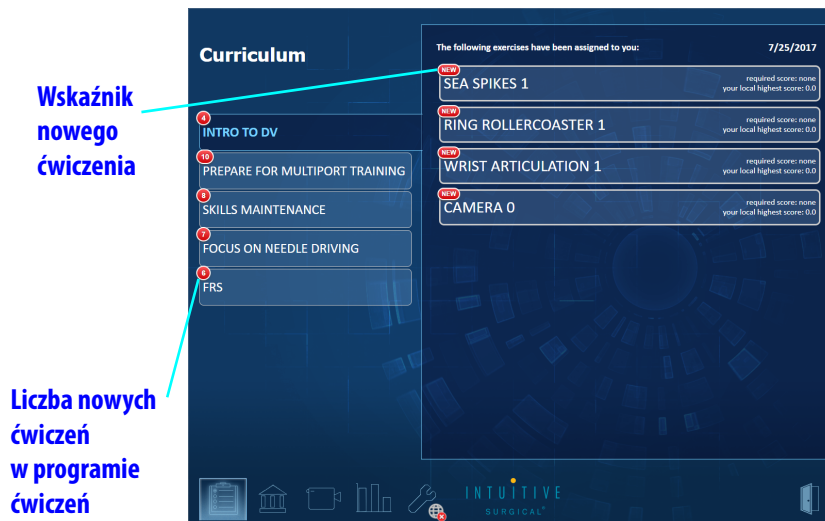 Curriculum
The following exercises have been assigned to you:
7/25/2017
Wskaźnik
nowego
ćwiczenia
4
INTRO TO DV
10
PREPARE FOR MULTIPORT TRAINING
8
SKILLS MAINTENANCE
7
FOCUS ON NEEDLE DRIVING
6
FRS
NEW
SEA SPIKES 1
required score: none
your local highest score: 0.0
NEW
RING ROLLERCOASTER 1
required score: none
your local highest score: 0.0
NEW
WRIST ARTICULATION 1
required score: none
your local highest score: 0.0
NEW
CAMERA 0
required score: none
your local highest score: 0.0
Liczba nowych
ćwiczeń
w programie
ćwiczeń
INTUITIVE
SURGICAL®